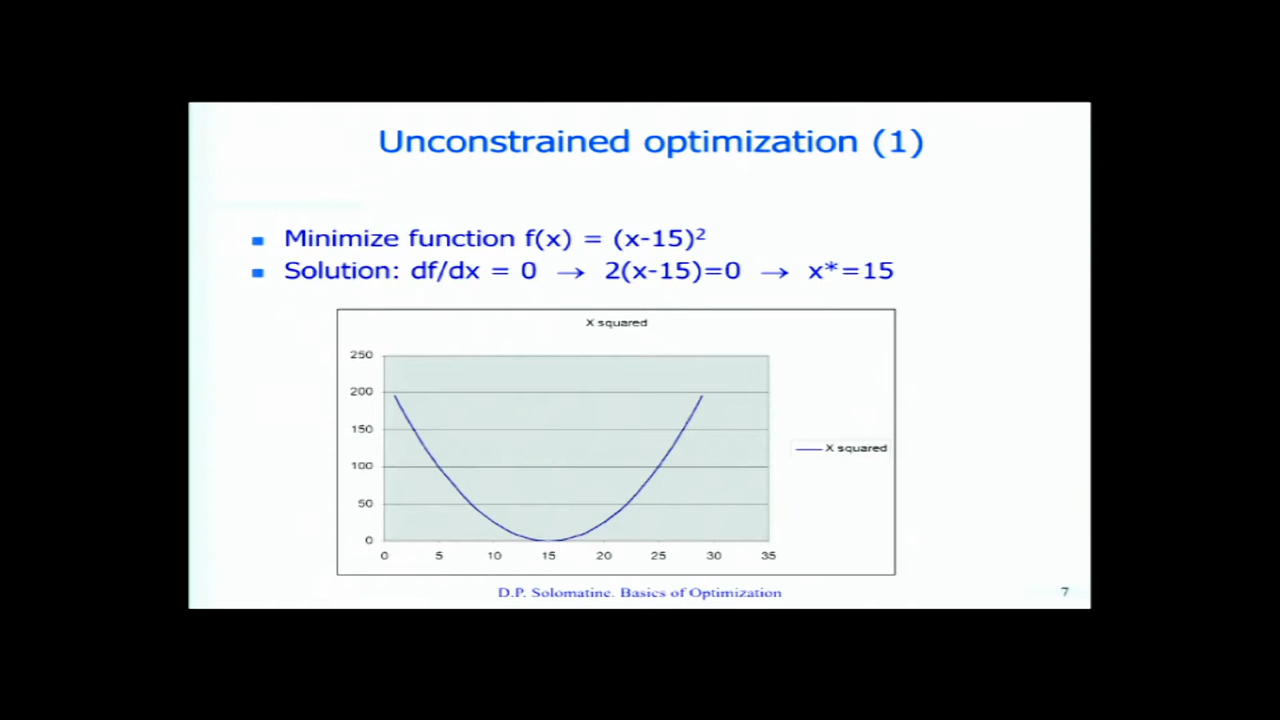 Unconstrained optimization (1)
Minimize function f(x) = (x-15)²
Solution: df/dx = 0 → 2(x-15)=0 → x*=15
X squared
250
200
150
100
50
0
0 5 10 15 20 25 30 35
X squared
D.P. Solomatine. Basics of Optimization
7